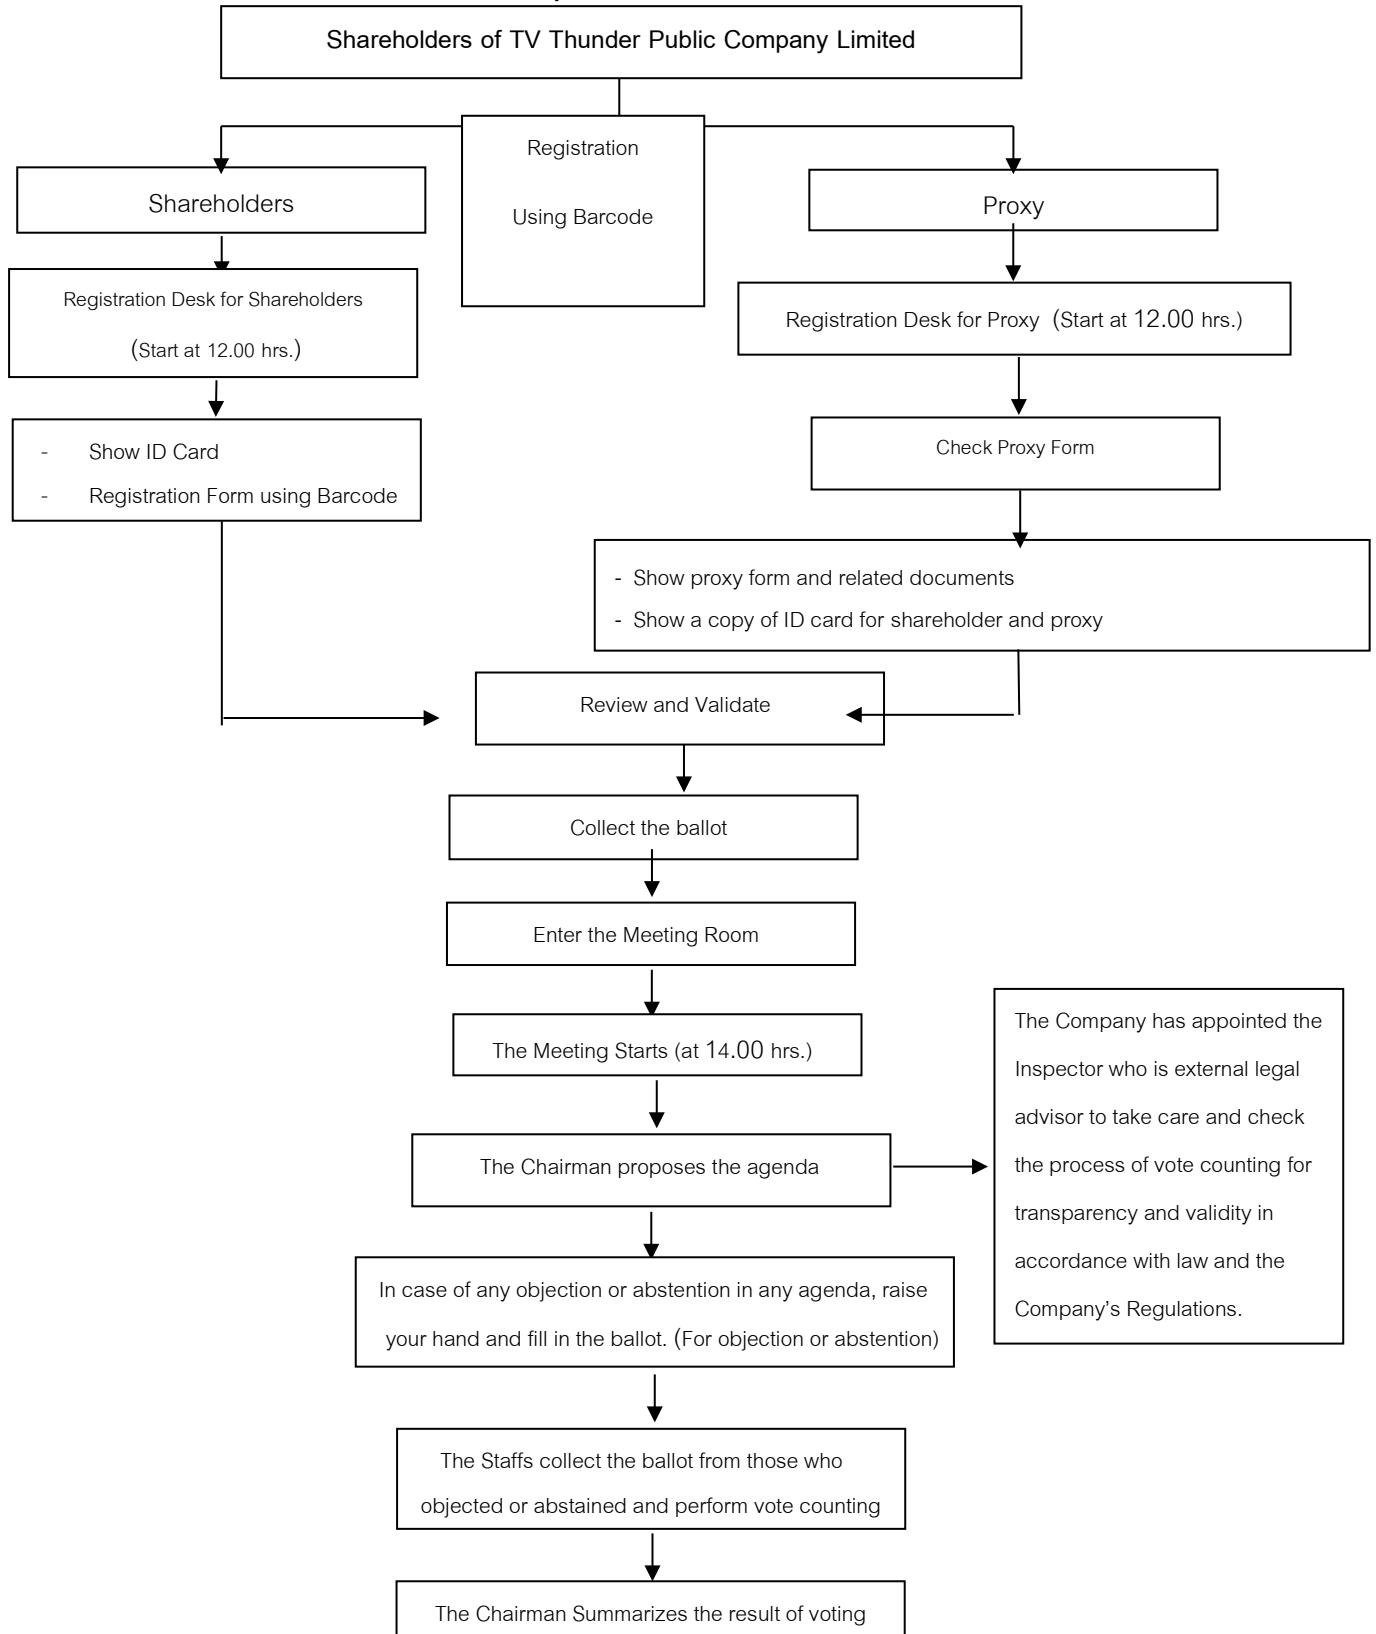 Shareholders of TV Thunder Public Company Limited
Registration
Using Barcode
Shareholders
Proxy
Registration Desk for Shareholders
(Start at 12.00 hrs.)
Registration Desk for Proxy (Start at 12.00 hrs.)
- Show ID Card
- Registration Form using Barcode
Check Proxy Form
- Show proxy form and related documents
- Show a copy of ID card for shareholder and proxy
Review and Validate
Collect the ballot
Enter the Meeting Room
The Meeting Starts (at 14.00 hrs.)
The Chairman proposes the agenda
The Company has appointed the
Inspector who is external legal
advisor to take care and check
the process of vote counting for
transparency and validity in
accordance with law and the
Company's Regulations.
In case of any objection or abstention in any agenda, raise
your hand and fill in the ballot. (For objection or abstention)
The Staffs collect the ballot from those who
objected or abstained and perform vote counting
The Chairman Summarizes the result of voting